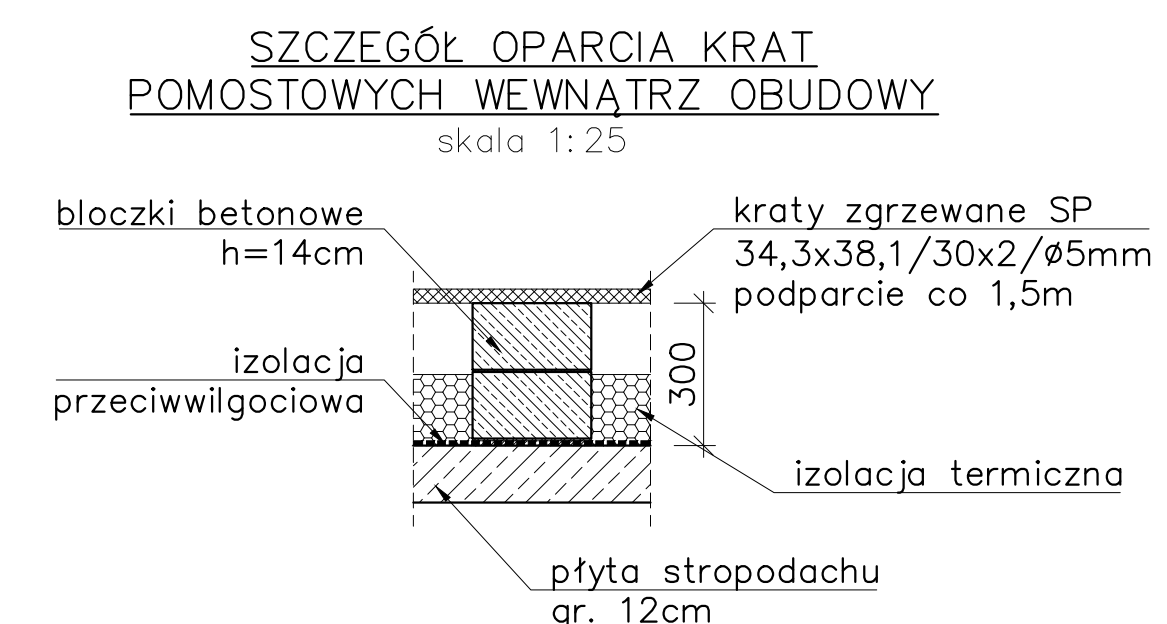 SZCZEGÓŁ OPARCIA KRAT
POMOSTOWYCH WEWNĄTRZ OBUDOWY
skala 1:25
bloczki betonowe
h=14cm
kraty zgrzewane SP
34,3x38,1/30x2/ø5mm
podparcie co 1,5m
izolacja
przeciwwilgociowa
300
izolacja termiczna
płyta stropodachu
gr. 12cm